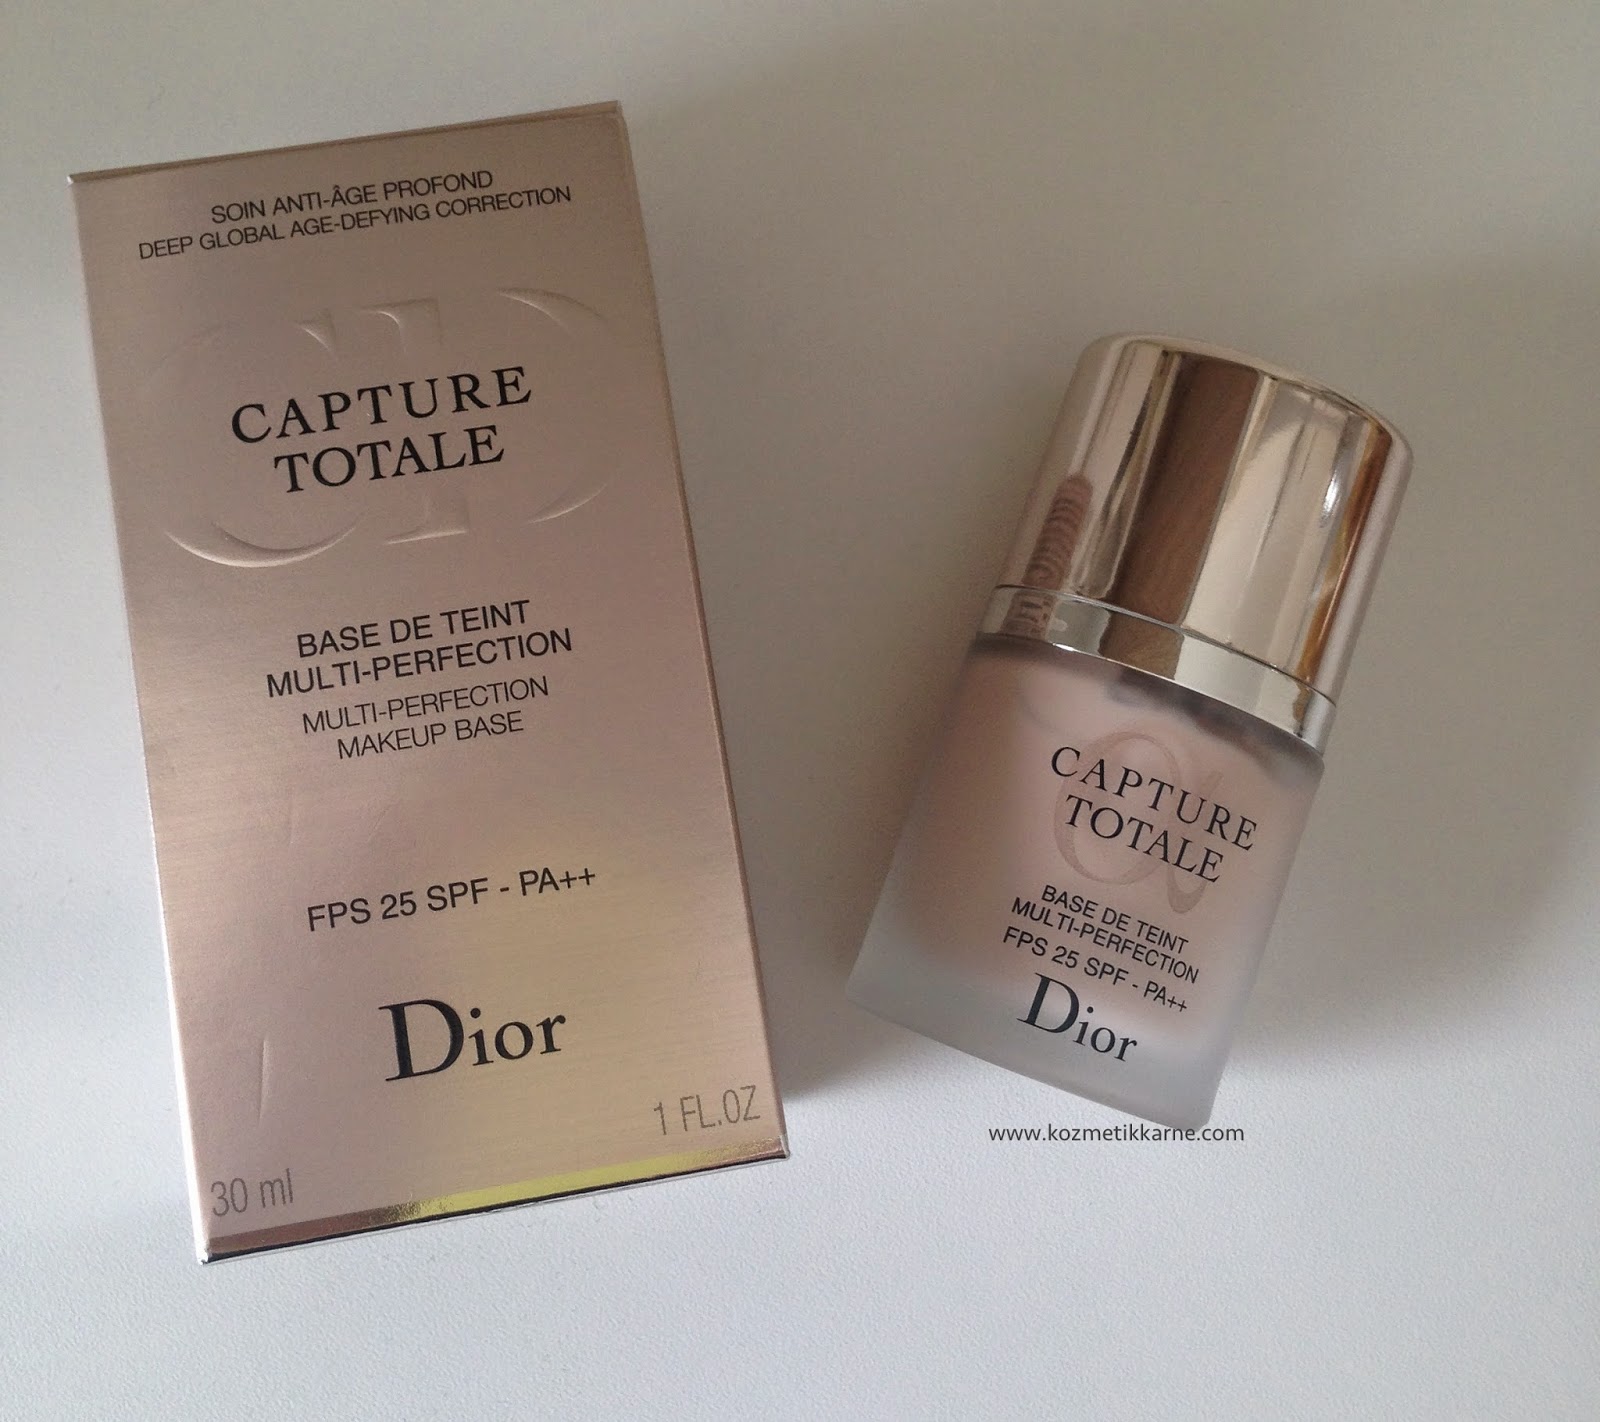 SOIN ANTI-ÂGE PROFOND
DEEP GLOBAL AGE-DEFYING CORRECTION
CD
CAPTURE
TOTALE
BASE DE TEINT
MULTI-PERFECTION
MULTI-PERFECTION
MAKEUP BASE
FPS 25 SPF - PA++
Dior
30 ml
1 FL.OZ
CAPTURE
TOTALE
BASE DE TEINT
MULTI-PERFECTION
FPS 25 SPF - PA++
Dior
www.kozmetikkarne.com